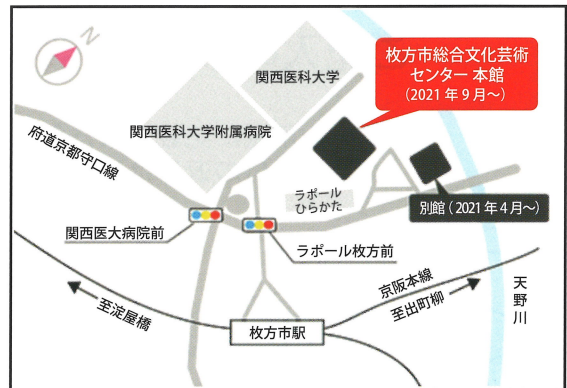 N
関西医科大学
枚方市総合文化芸術
センター 本館
(2021年9月〜)
関西医科大学附属病院
府道京都守口線
ラポール
ひらかた
別館(2021年4月〜)
関西医大病院前
ラポール枚方前
京阪本線
至出町柳
天野川
至淀屋橋
枚方市駅